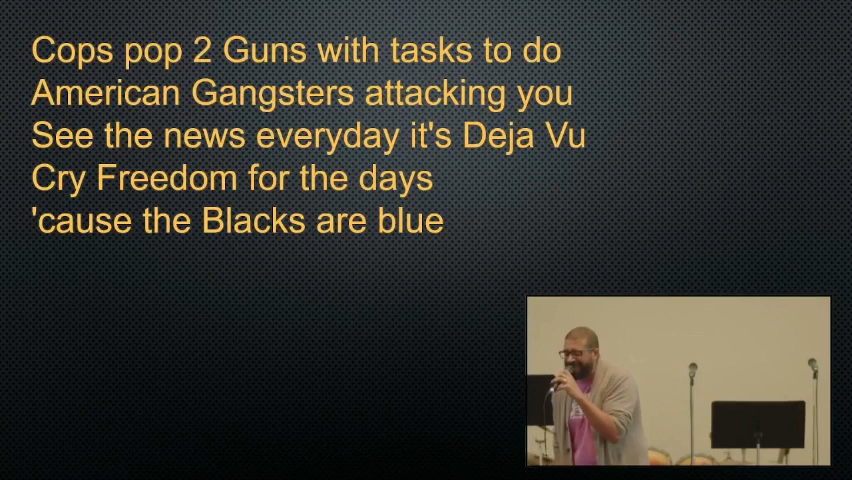 Cops pop 2 Guns with tasks to do
American Gangsters attacking you
See the news everyday it's Deja Vu
Cry Freedom for the days
'cause the Blacks are blue